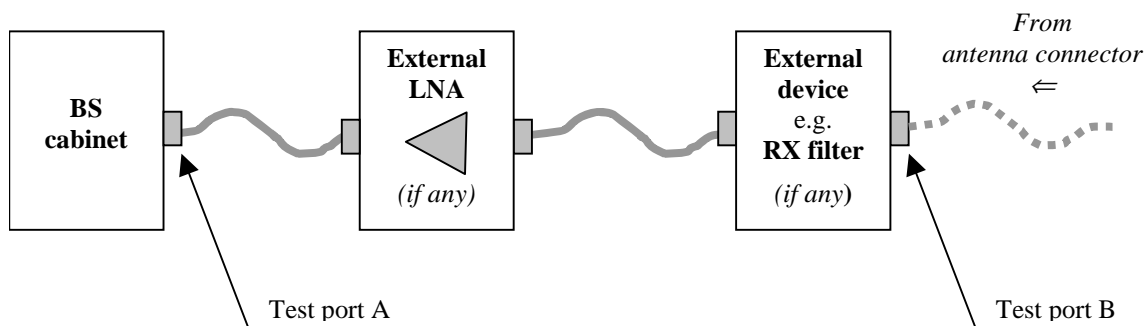 BS
cabinet
External
LNA
(if any)
External
device
e.g.
RX filter
(if any)
From
antenna connector
⇐
Test port A
Test port B